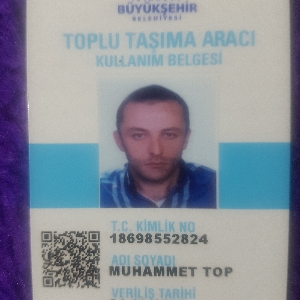 BÜYÜKŞEHİR
BELEDİYESİ
TOPLU TAŞIMA ARACI
KULLANIM BELGESİ
T.C. KİMLİK NO
18698552824
ADI SOYADI
MUHAMMET TOP
VERİLİŞ TARİHİ